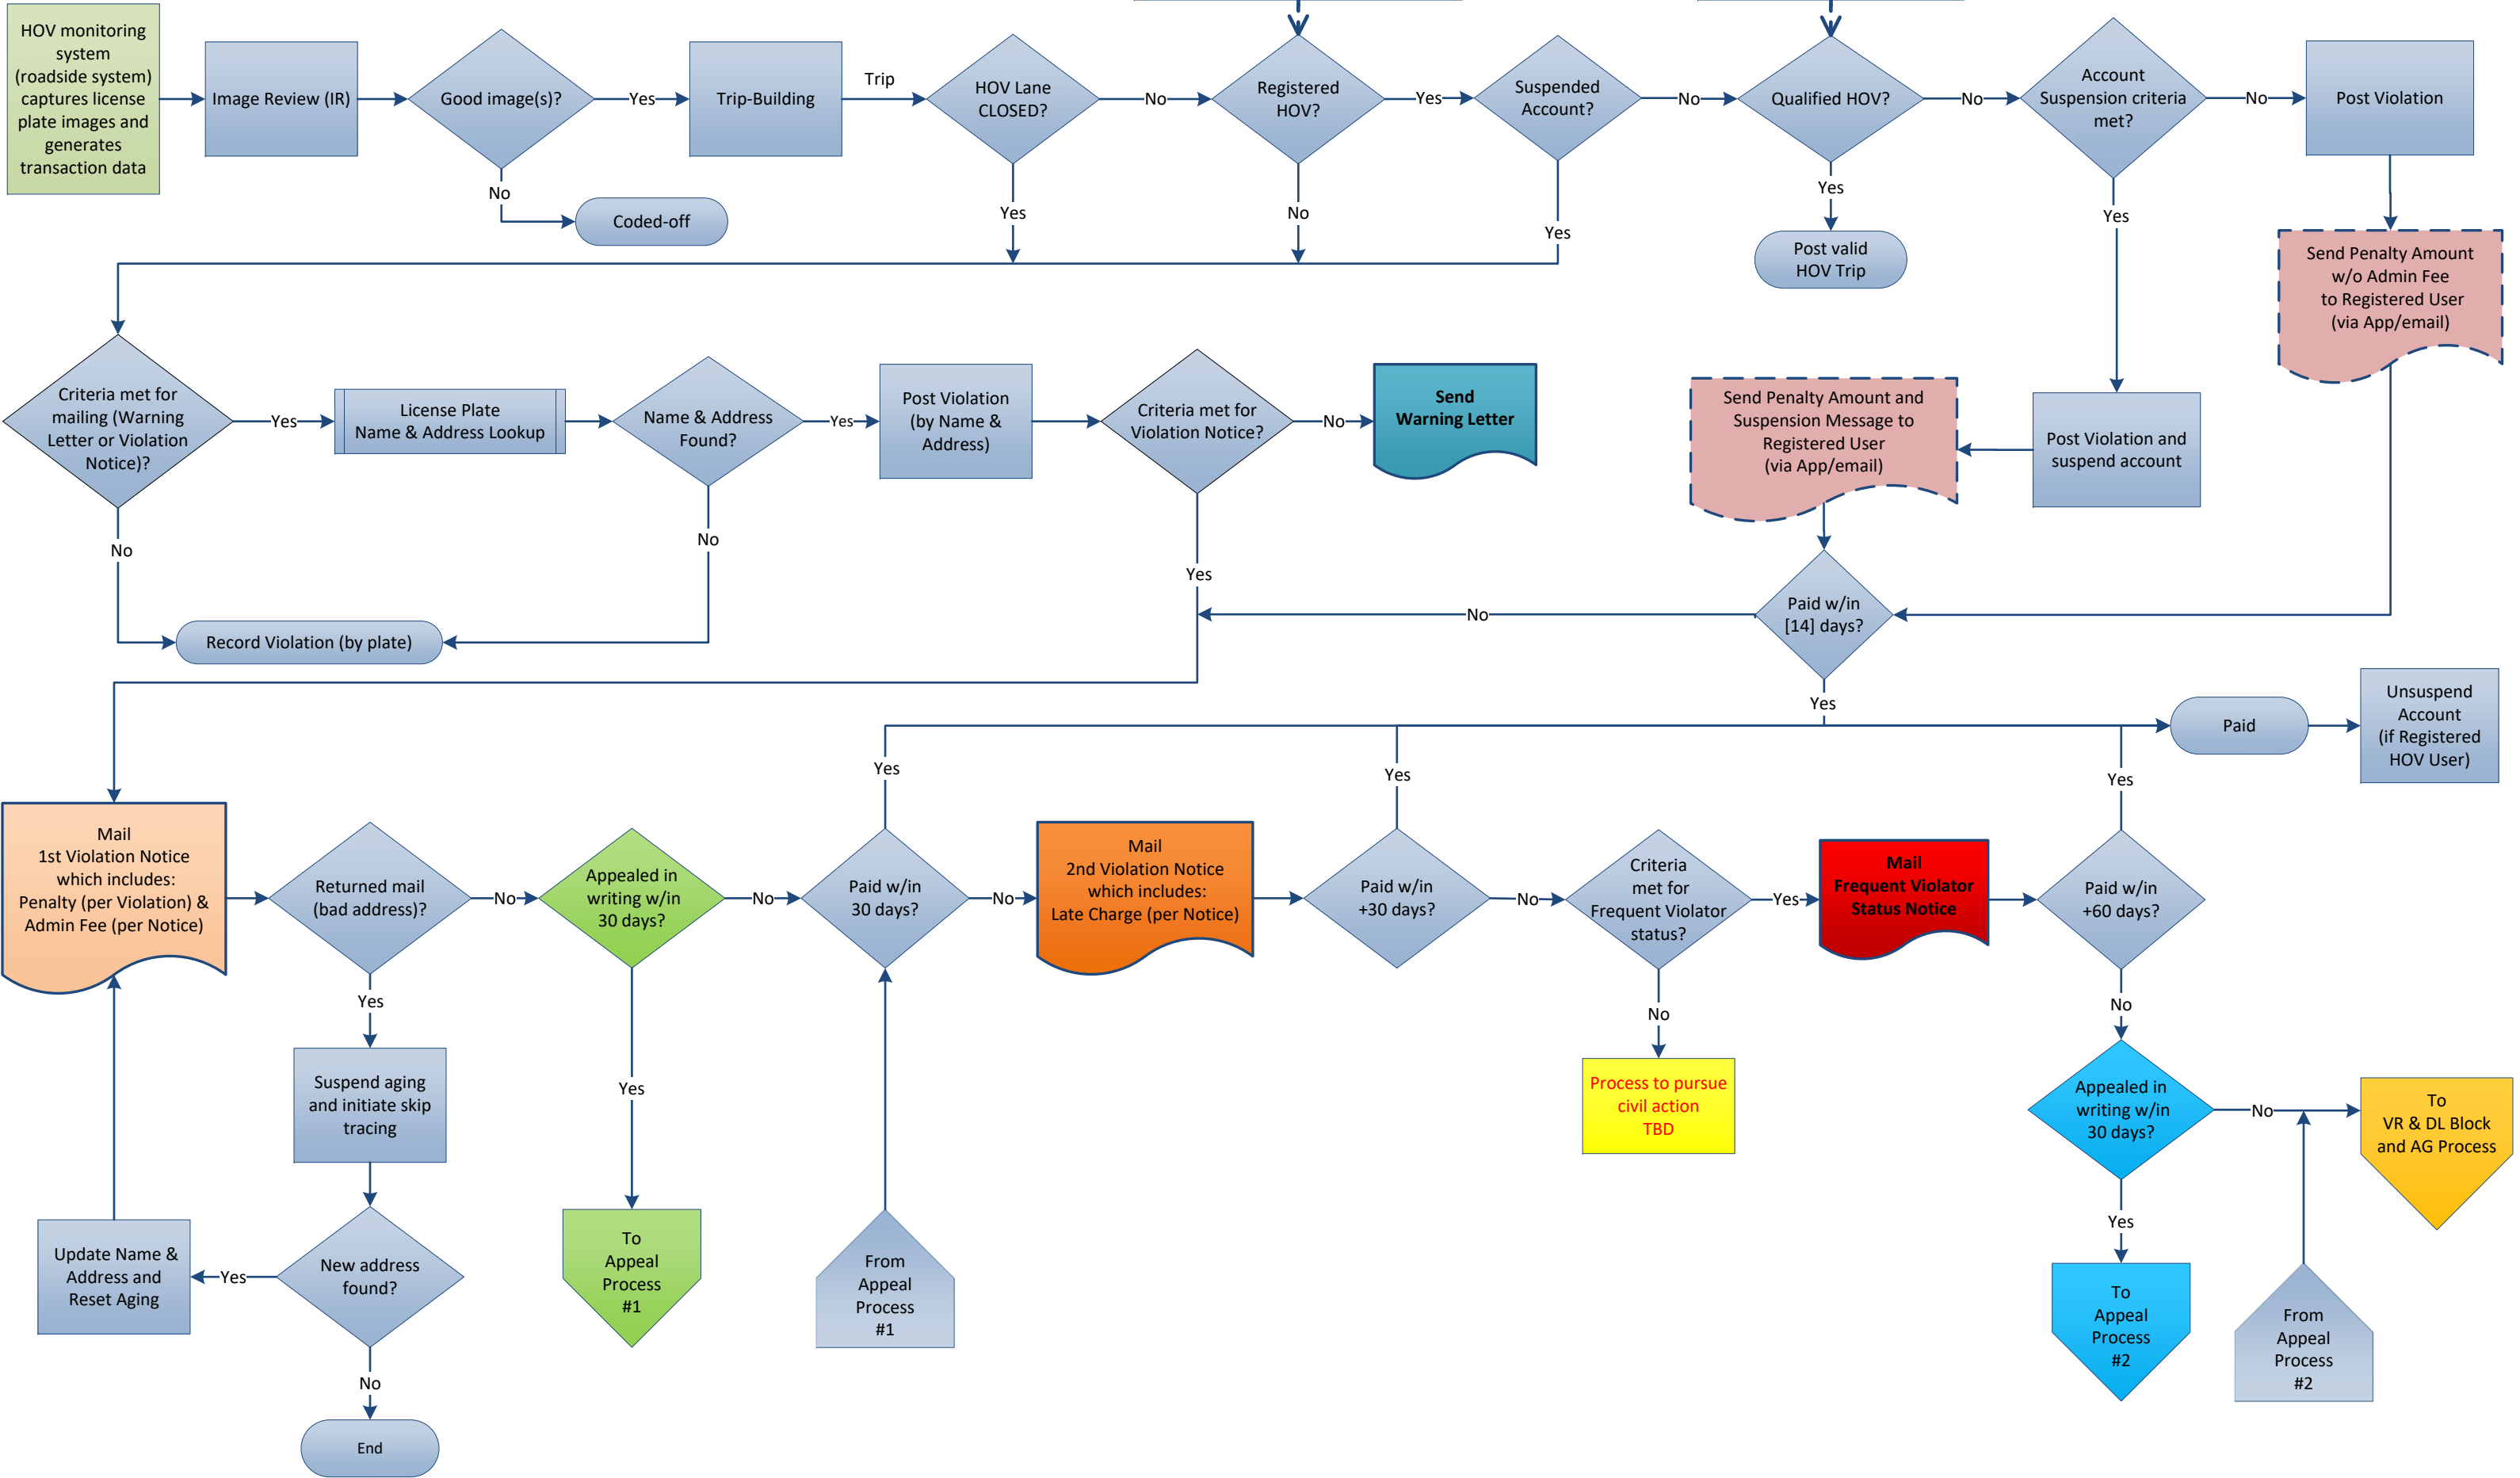 HOV monitoring
system
(roadside system)
captures license
plate images and
generates
transaction data
Image Review (IR)
Good image(s)?
Yes
No
Coded-off
Trip-Building
Trip
HOV Lane
CLOSED?
No
Yes
Registered
HOV?
Yes
No
Suspended
Account?
No
Yes
Qualified HOV?
No
Yes
Post valid
HOV Trip
Account
Suspension criteria
met?
No
Yes
Post Violation
Send Penalty Amount
w/o Admin Fee
to Registered User
(via App/email)
Criteria met for
mailing (Warning
Letter or Violation
Notice)?
Yes
No
License Plate
Name & Address Lookup
Name & Address
Found?
Yes
No
Record Violation (by plate)
Post Violation
(by Name &
Address)
Criteria met for
Violation Notice?
No
Yes
Send
Warning Letter
Send Penalty Amount and
Suspension Message to
Registered User
(via App/email)
Post Violation and
suspend account
Paid w/in
[14] days?
No
Yes
Paid
Unsuspend
Account
(if Registered
HOV User)
Mail
1st Violation Notice
which includes:
Penalty (per Violation) &
Admin Fee (per Notice)
Returned mail
(bad address)?
No
Yes
Suspend aging
and initiate skip
tracing
New address
found?
Yes
No
Update Name &
Address and
Reset Aging
End
Appealed in
writing w/in
30 days?
No
Yes
To
Appeal
Process
#1
Paid w/in
30 days?
Yes
No
From
Appeal
Process
#1
Mail
2nd Violation Notice
which includes:
Late Charge (per Notice)
Paid w/in
+30 days?
Yes
No
Criteria
met for
Frequent Violator
status?
Yes
No
Process to pursue
civil action
TBD
Mail
Frequent Violator
Status Notice
Paid w/in
+60 days?
Yes
No
Appealed in
writing w/in
30 days?
No
Yes
To
VR & DL Block
and AG Process
To
Appeal
Process
#2
From
Appeal
Process
#2